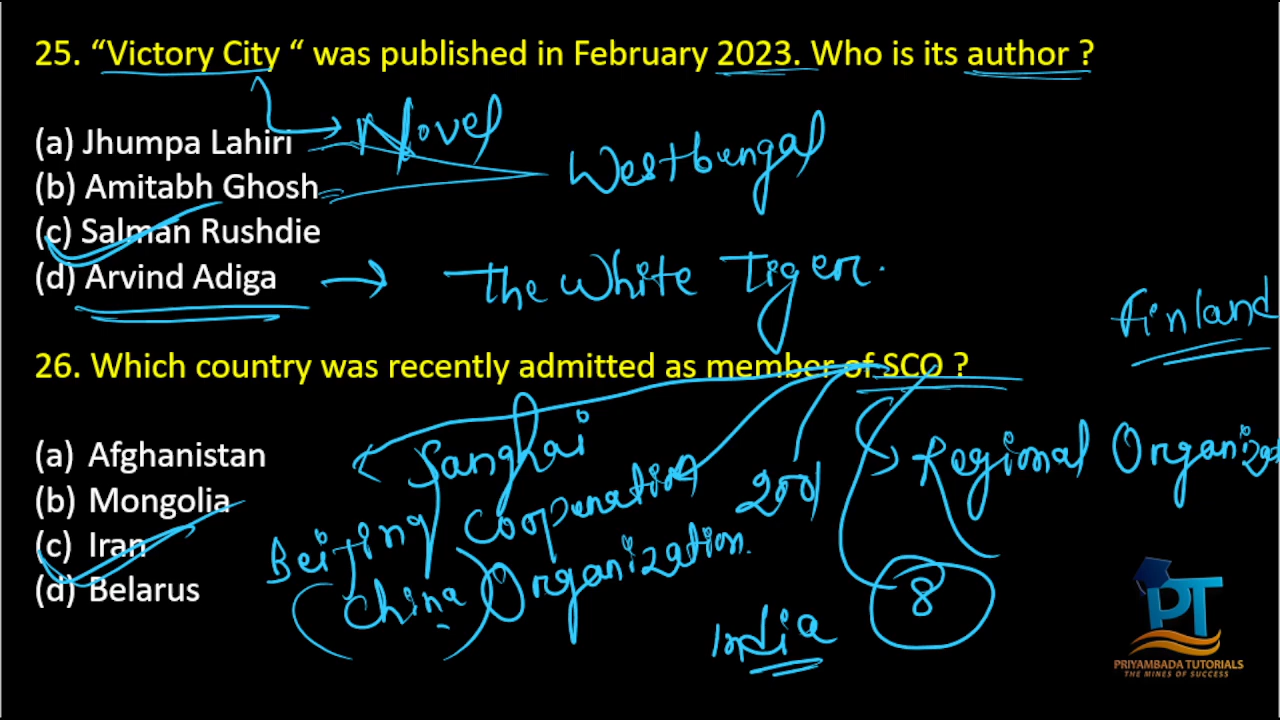 25. “Victory City “ was published in February 2023. Who is its author ?
Novel
(a) Jhumpa Lahiri
Westbengal
(b) Amitabh Ghosh
(c) Salman Rushdie
(d) Arvind Adiga
The White Tiger.
Finland
26. Which country was recently admitted as member of SCO ?
Sanghai
(a) Afghanistan
Regional Organizat
Cooperation
2001
(b) Mongolia
Beijing
Organization.
(c) Iran
(China)
(d) Belarus
8
India
PT
PRIYAMBADA TUTORIALS
THE MINES OF SUCCESS